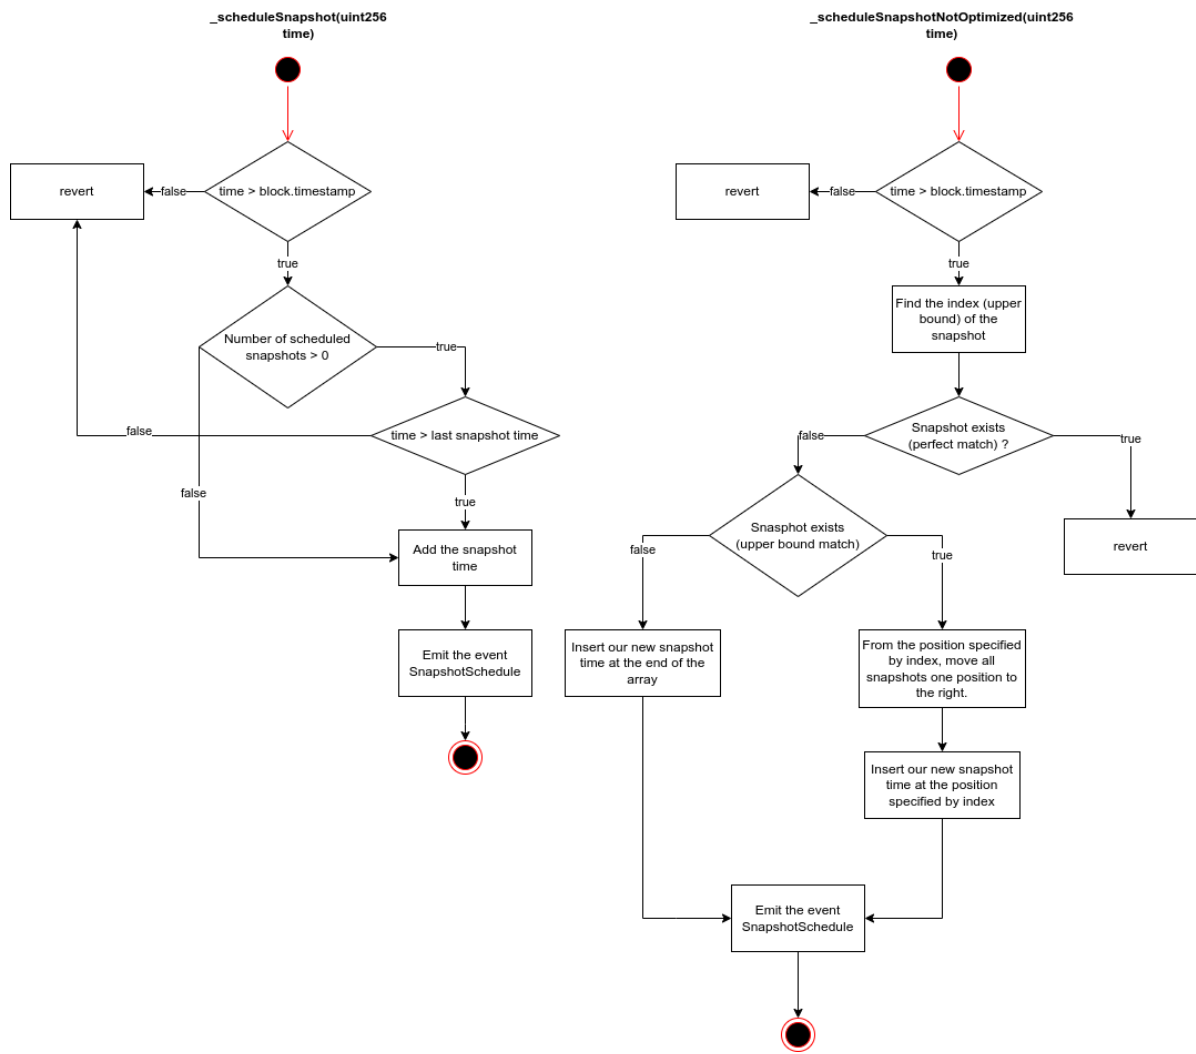 _scheduleSnapshot(uint256
time)
revert
false
time > block.timestamp
true
Number of scheduled
snapshots > 0
true
false
time > last snapshot time
false
true
Add the snapshot
time
Emit the event
SnapshotSchedule
_scheduleSnapshotNotOptimized(uint256
time)
revert
false
time > block.timestamp
true
Find the index (upper
bound) of the
snapshot
Snapshot exists
(perfect match) ?
false
true
revert
Snasphot exists
(upper bound match)
false
true
Insert our new snapshot
time at the end of the
array
From the position specified
by index, move all
snapshots one position to
the right.
Insert our new snapshot
time at the position
specified by index
Emit the event
SnapshotSchedule